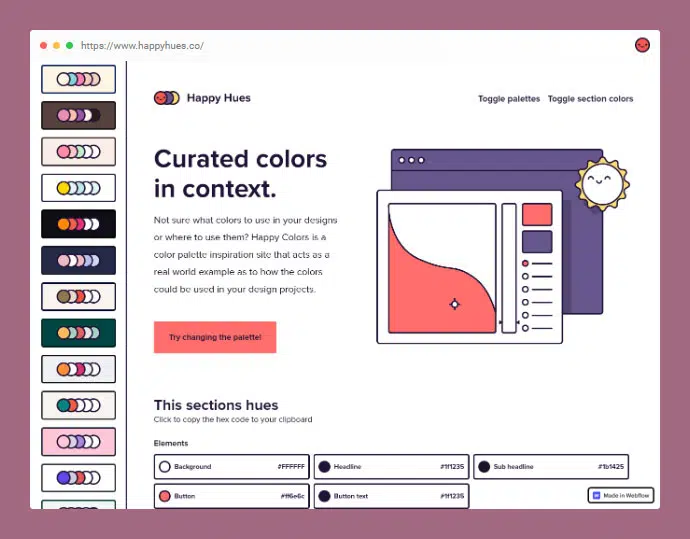 https://www.happyhues.co/
Happy Hues
Toggle palettes Toggle section colors
Curated colors
in context.
Not sure what colors to use in your designs
or where to use them? Happy Colors is a
color palette inspiration site that acts as a
real world example as to how the colors
could be used in your design projects.
Try changing the palette!
This sections hues
Click to copy the hex code to your clipboard
Elements
Background #FFFFFF
Headline #1f1235
Sub headline #1b1425
Button #ff6e6c
Button text #1f1235
Made in Webflow